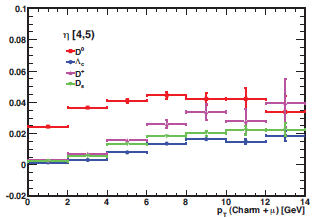 0.1
0.08
0.06
0.04
0.02
0
-0.02
η [4,5)
D⁰
Λc
D⁺
Ds
0 2 4 6 8 10 12 14
pT (Charm + μ) [GeV]